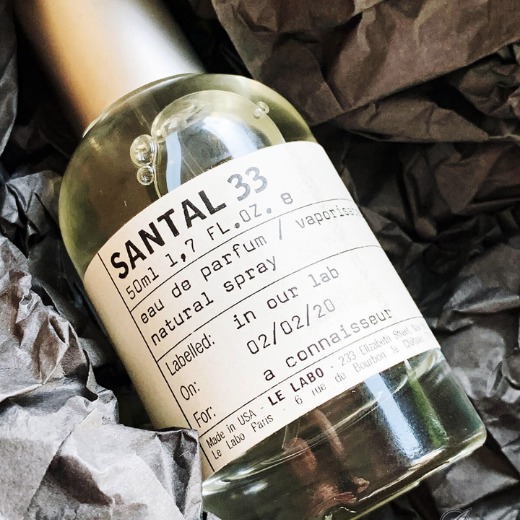 SANTAL 33
50ml 1,7 FL.OZ. e
eau de parfum / vaporis
natural spray
Labelled: in our lab
On: 02/02/20
For: a connaisseur
Made in USA - LE LABO - 233 Elizabeth Street
Le Labo Paris - 6 rue de Bourbon le Château